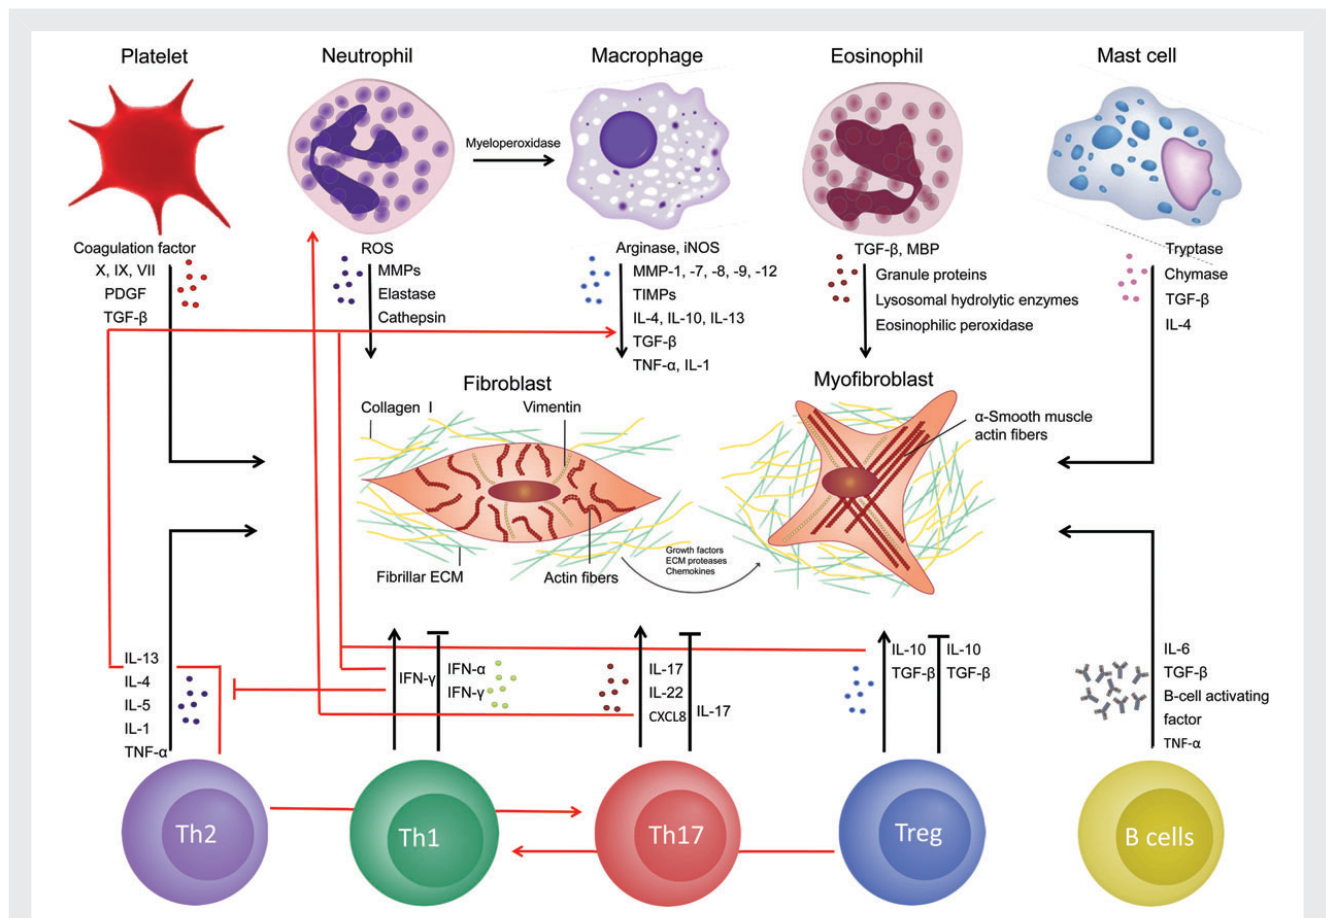 Platelet
Neutrophil
Macrophage
Eosinophil
Mast cell
Myeloperoxidase
Coagulation factor
X, IX, VII
PDGF
TGF-β
ROS
MMPs
Elastase
Cathepsin
Arginase, iNOS
MMP-1, -7, -8, -9, -12
TIMPs
IL-4, IL-10, IL-13
TGF-β
TNF-α, IL-1
TGF-β, MBP
Granule proteins
Lysosomal hydrolytic enzymes
Eosinophilic peroxidase
Tryptase
Chymase
TGF-β
IL-4
Fibroblast
Myofibroblast
Collagen I
Vimentin
α-Smooth muscle
actin fibers
Fibrillar ECM
Actin fibers
Growth factors
ECM proteases
Chemokines
IL-13
IL-4
IL-5
IL-1
TNF-α
IFN-γ
IFN-α
IFN-γ
IL-17
IL-22
CXCL8
IL-17
IL-10
TGF-β
IL-10
TGF-β
IL-6
TGF-β
B-cell activating
factor
TNF-α
Th2
Th1
Th17
Treg
B cells